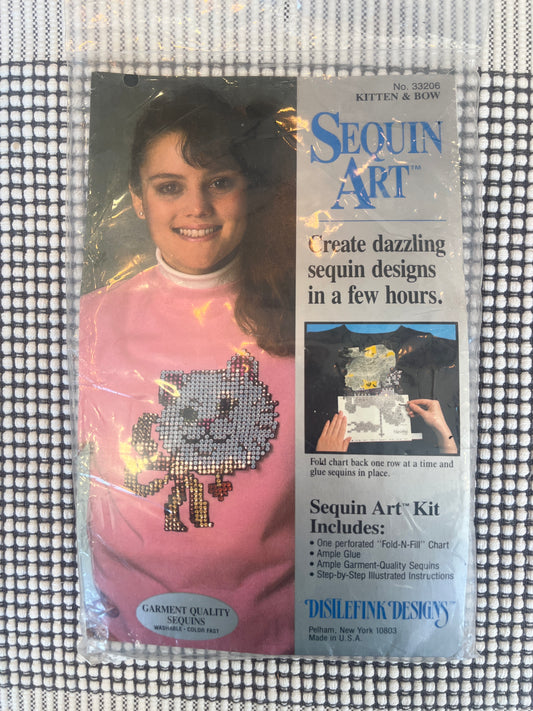 No. 33206
KITTEN & BOW
SEQUIN
ART™
Create dazzling
sequin designs
in a few hours.
Fold chart back one row at a time and
glue sequins in place.
Sequin Art™ Kit
Includes:
• One perforated "Fold-N-Fill" Chart
• Ample Glue
• Ample Garment-Quality Sequins
• Step-by-Step Illustrated Instructions
DISTLEFINK DESIGNS™
Pelham, New York 10803
Made in U.S.A.
GARMENT QUALITY
SEQUINS
WASHABLE • COLOR FAST